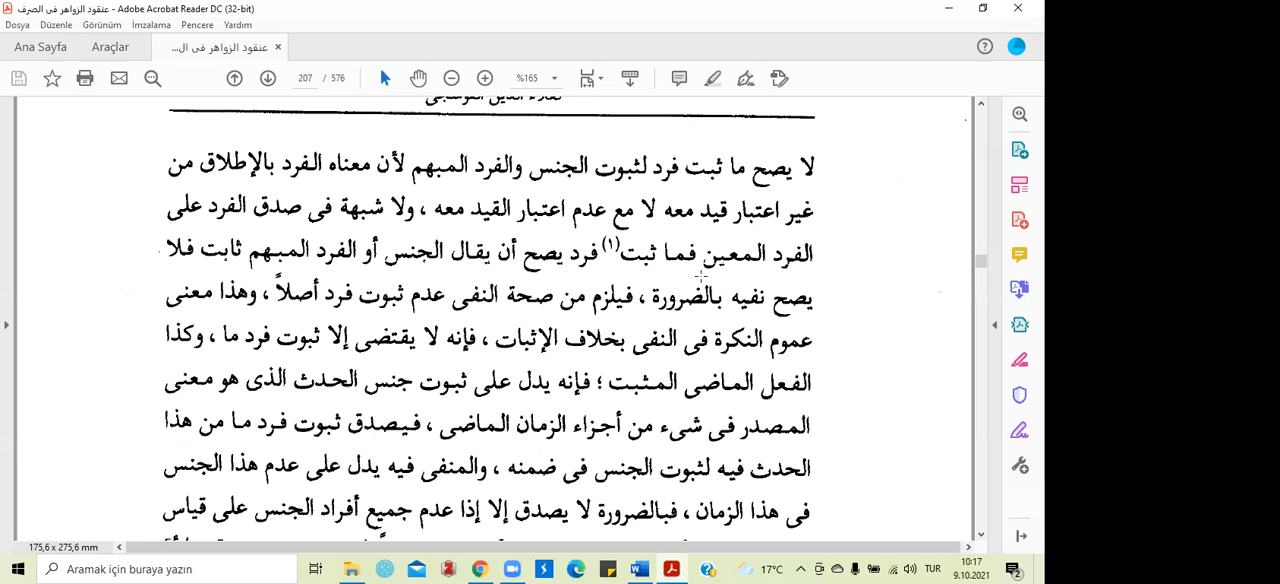 عنقود الزواهر فى الصرف - Adobe Acrobat Reader DC (32-bit)
Dosya Düzenle Görünüm İmzalama Pencere Yardım
Ana Sayfa Araçlar عنقود الزواهر فى ال... ×
207 / 576 %165
لا يصح ما ثبت فرد لثبوت الجنس والفرد المبهم لأن معناه الفرد بالإطلاق من
غير اعتبار قيد معه لا مع عدم اعتبار القيد معه ، ولا شبهة فى صدق الفرد على
الفرد المعين فما ثبت(١) فرد يصح أن يقال الجنس أو الفرد المبهم ثابت فلا
يصح نفيه بالضرورة ، فيلزم من صحة النفى عدم ثبوت فرد أصلاً ، وهذا معنى
عموم النكرة فى النفى بخلاف الإثبات ، فإنه لا يقتضى إلا ثبوت فرد ما ، وكذا
الفعل الماضى المثبت ؛ فإنه يدل على ثبوت جنس الحدث الذى هو معنى
المصدر فى شىء من أجزاء الزمان الماضى ، فيصدق ثبوت فرد ما من هذا
الحدث فيه لثبوت الجنس فى ضمنه ، والمنفى فيه يدل على عدم هذا الجنس
فى هذا الزمان ، فبالضرورة لا يصدق إلا إذا عدم جميع أفراد الجنس على قياس
175,6 x 275,6 mm
Aramak için buraya yazın 17°C TUR 10:17
9.10.2021